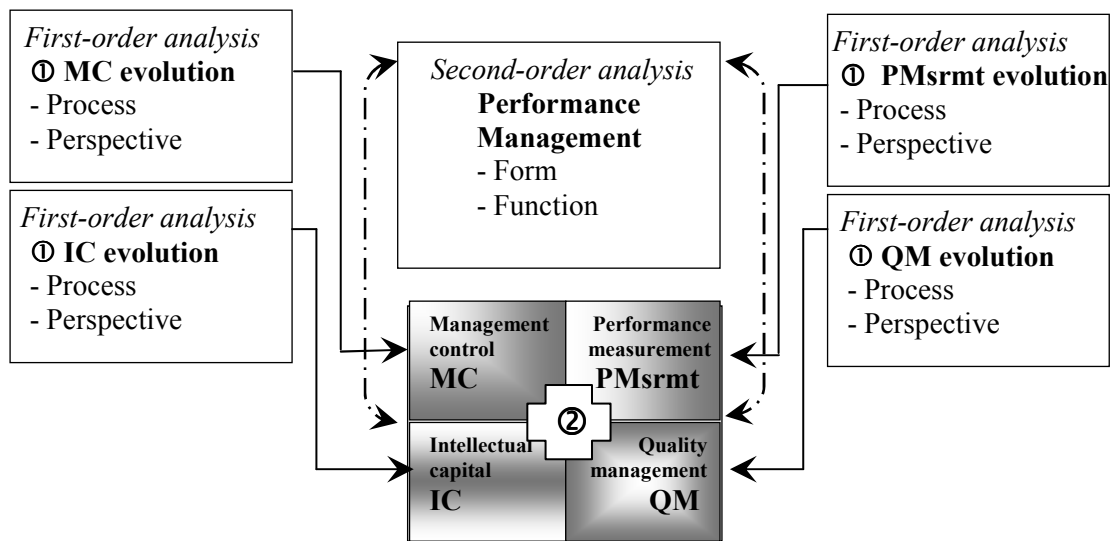 First-order analysis
① MC evolution
- Process
- Perspective
First-order analysis
① IC evolution
- Process
- Perspective
Second-order analysis
Performance
Management
- Form
- Function
First-order analysis
① PMsrmt evolution
- Process
- Perspective
First-order analysis
① QM evolution
- Process
- Perspective
Management
control
MC
Performance
measurement
PMsrmt
②
Intellectual
capital
IC
Quality
management
QM